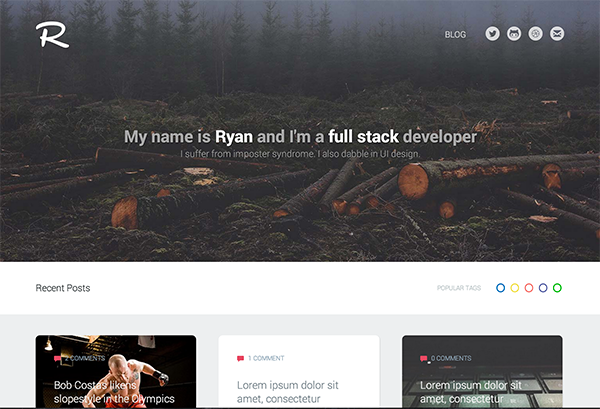 R
BLOG
My name is Ryan and I'm a full stack developer
I suffer from imposter syndrome. I also dabble in UI design.
Recent Posts
POPULAR TAGS
2 COMMENTS
Bob Costas likens
slopestyle in the Olympics
1 COMMENT
Lorem ipsum dolor sit
amet, consectetur
0 COMMENTS
Lorem ipsum dolor sit
amet, consectetur